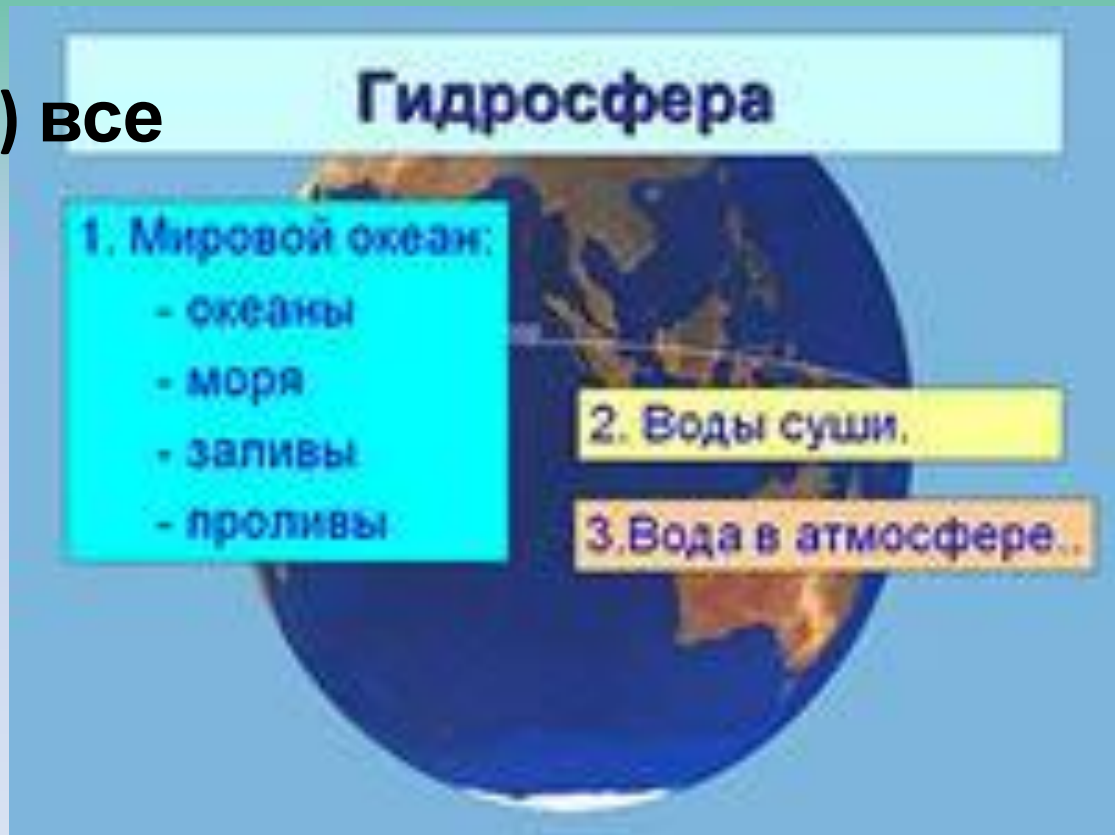 ) все
Гидросфера
1. Мировой океан:
- океаны
- моря
- заливы
- проливы
2. Воды суши.
3.Вода в атмосфере..